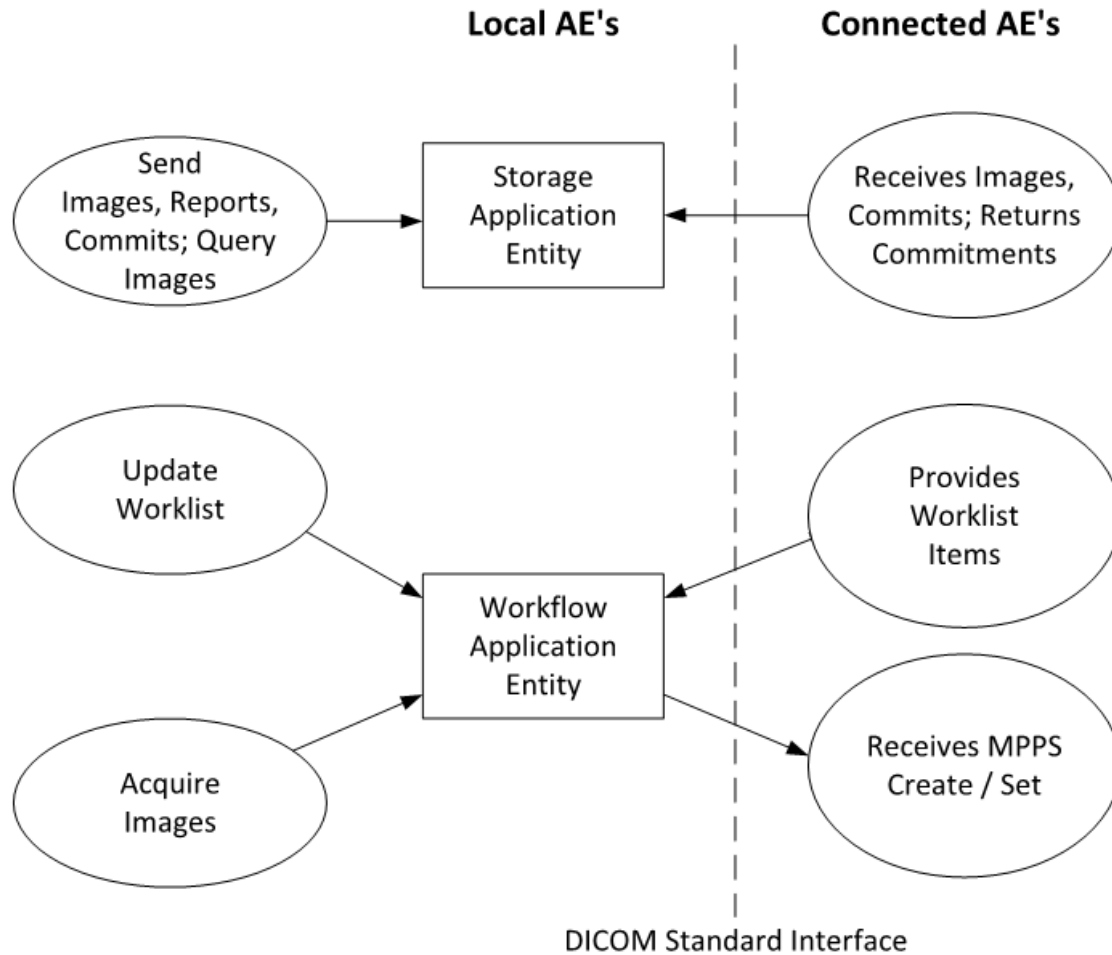 Local AE's
Connected AE's
Send
Images, Reports,
Commits; Query
Images
Storage
Application
Entity
Receives Images,
Commits; Returns
Commitments
Update
Worklist
Provides
Worklist
Items
Workflow
Application
Entity
Acquire
Images
Receives MPPS
Create / Set
DICOM Standard Interface